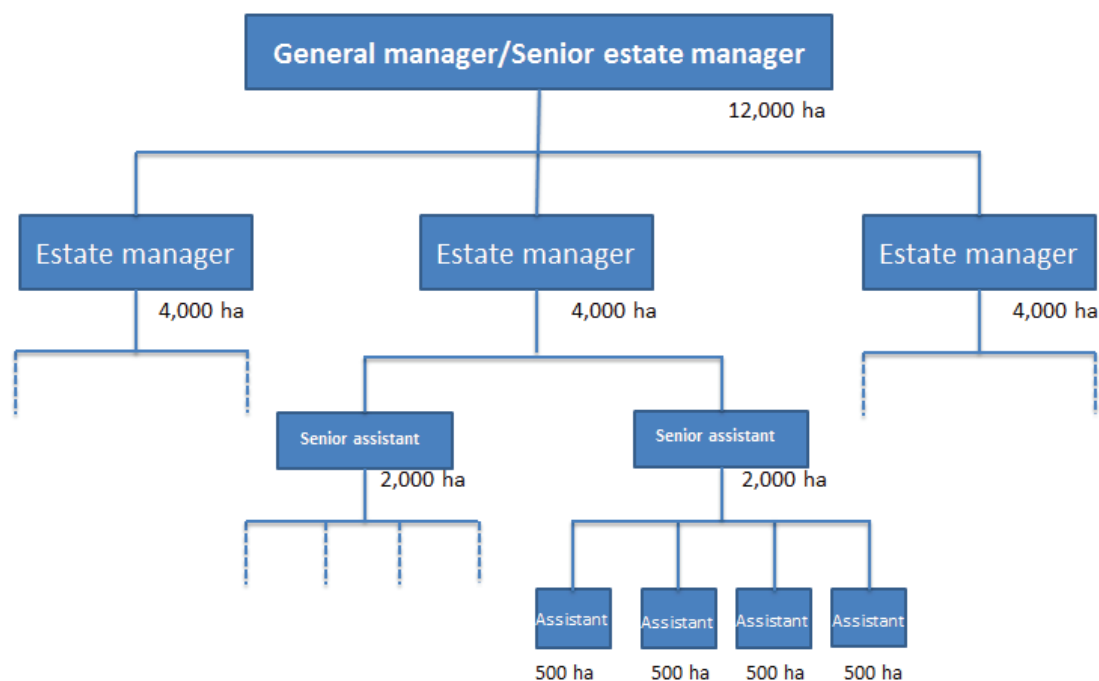 General manager/Senior estate manager
12,000 ha
Estate manager
Estate manager
Estate manager
4,000 ha
4,000 ha
4,000 ha
Senior assistant
Senior assistant
2,000 ha
2,000 ha
Assistant
Assistant
Assistant
Assistant
500 ha
500 ha
500 ha
500 ha